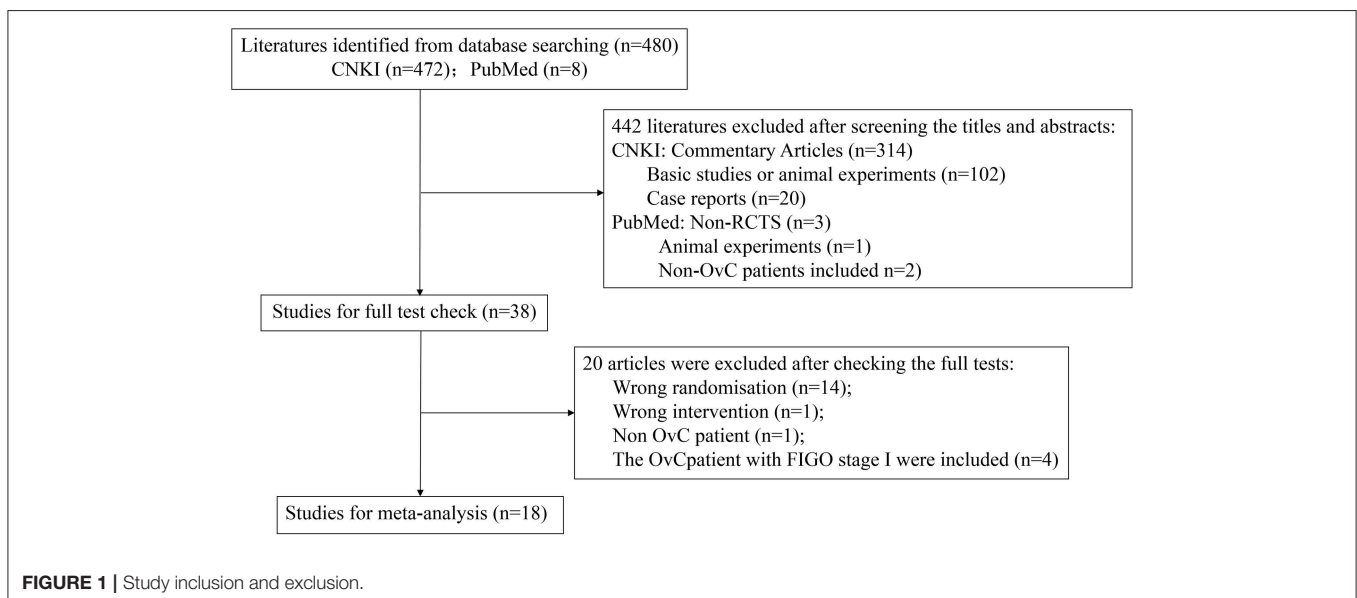 Literatures identified from database searching (n=480)
CNKI (n=472)；PubMed (n=8)
442 literatures excluded after screening the titles and abstracts:
CNKI: Commentary Articles (n=314)
Basic studies or animal experiments (n=102)
Case reports (n=20)
PubMed: Non-RCTS (n=3)
Animal experiments (n=1)
Non-OvC patients included n=2)
Studies for full test check (n=38)
20 articles were excluded after checking the full tests:
Wrong randomisation (n=14);
Wrong intervention (n=1);
Non OvC patient (n=1);
The OvCpatient with FIGO stage I were included (n=4)
Studies for meta-analysis (n=18)
FIGURE 1 | Study inclusion and exclusion.